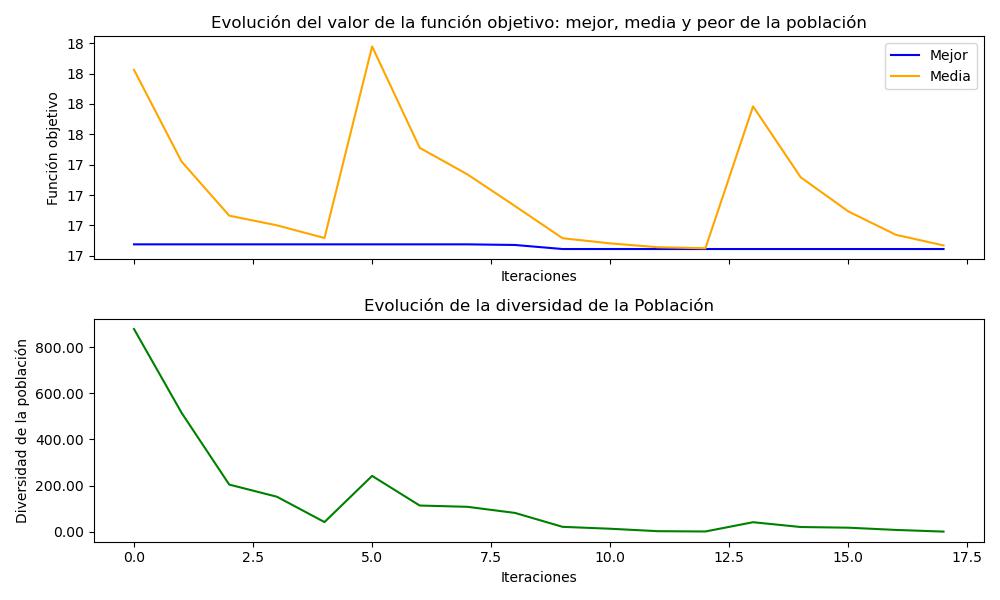 Evolución del valor de la función objetivo: mejor, media y peor de la población
18
18
18
18
17
17
17
17
Función objetivo
Mejor
Media
Iteraciones
Evolución de la diversidad de la Población
800.00
600.00
400.00
200.00
0.00
Diversidad de la población
0.0 2.5 5.0 7.5 10.0 12.5 15.0 17.5
Iteraciones